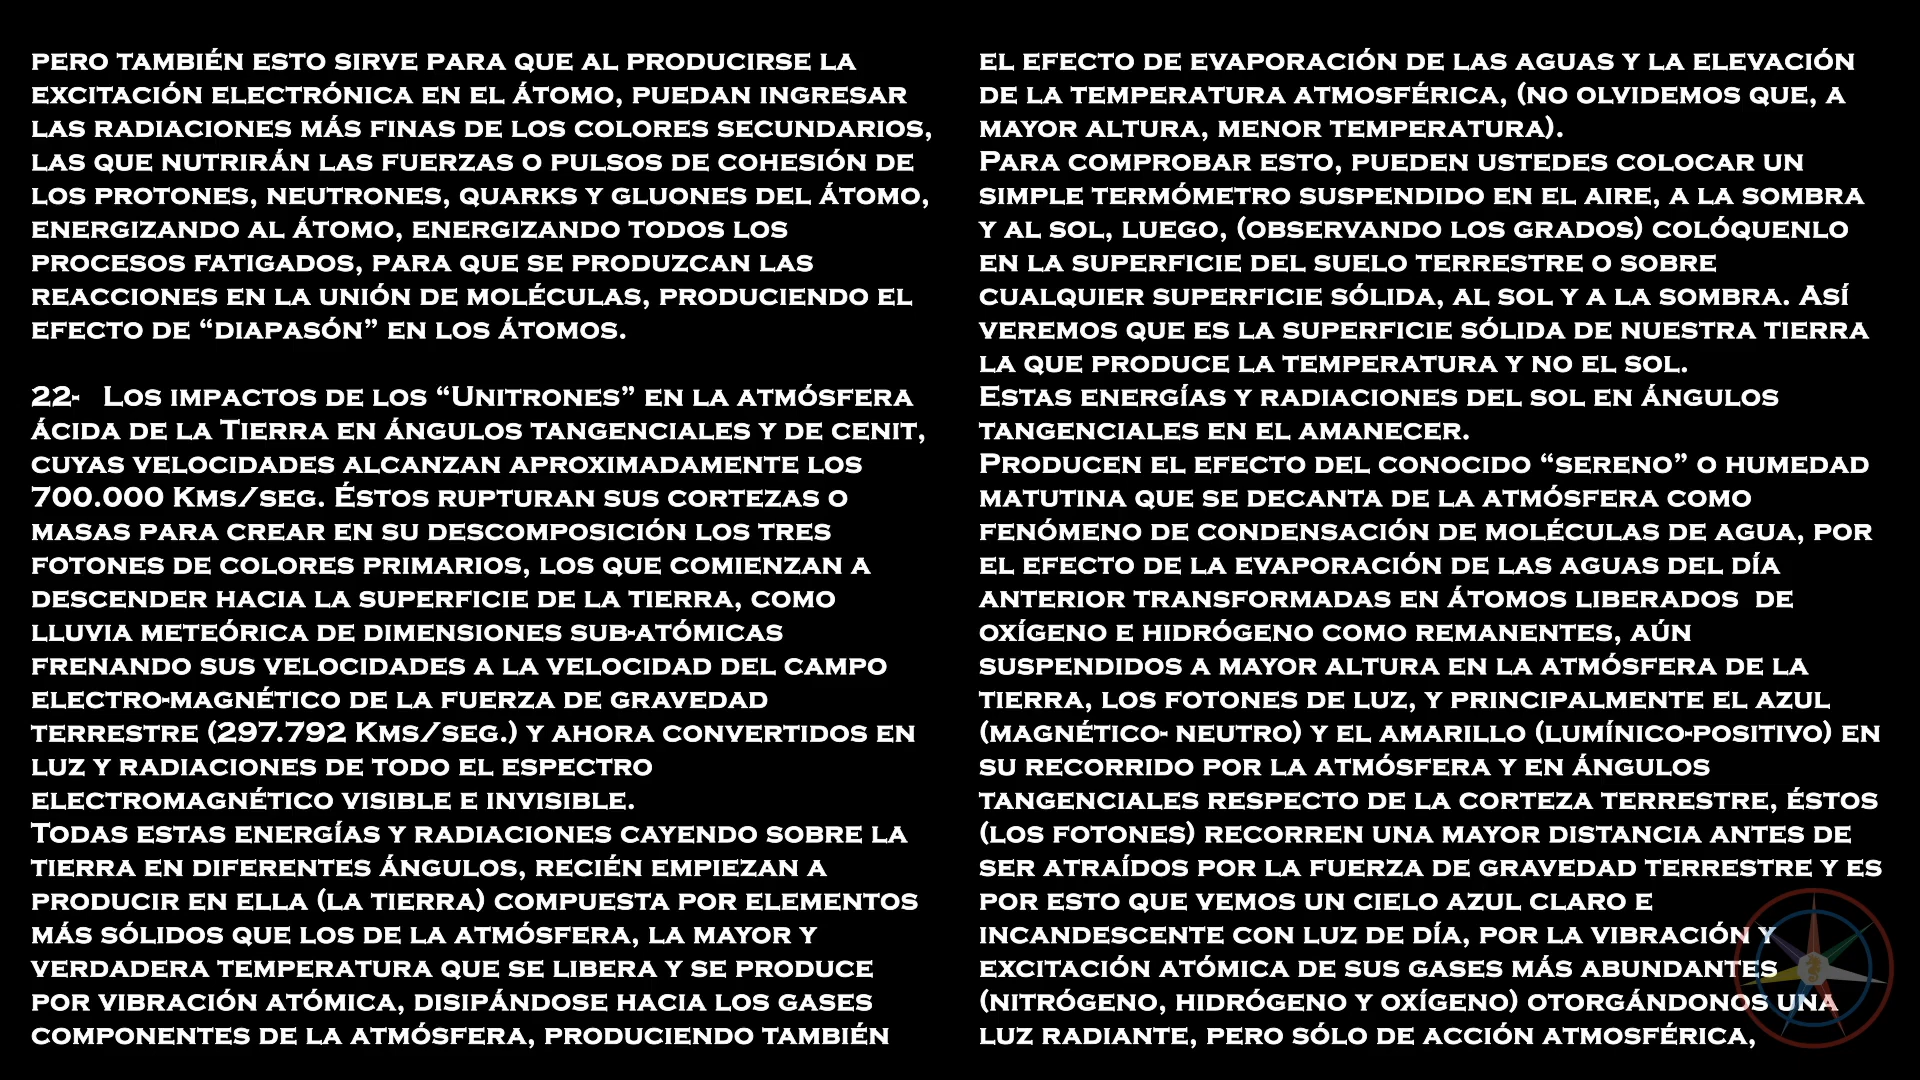 PERO TAMBIÉN ESTO SIRVE PARA QUE AL PRODUCIRSE LA
EXCITACIÓN ELECTRÓNICA EN EL ÁTOMO, PUEDAN INGRESAR
LAS RADIACIONES MÁS FINAS DE LOS COLORES SECUNDARIOS,
LAS QUE NUTRIRÁN LAS FUERZAS O PULSOS DE COHESIÓN DE
LOS PROTONES, NEUTRONES, QUARKS Y GLUONES DEL ÁTOMO,
ENERGIZANDO AL ÁTOMO, ENERGIZANDO TODOS LOS
PROCESOS FATIGADOS, PARA QUE SE PRODUZCAN LAS
REACCIONES EN LA UNIÓN DE MOLÉCULAS, PRODUCIENDO EL
EFECTO DE “DIAPASÓN” EN LOS ÁTOMOS.
22- LOS IMPACTOS DE LOS “UNITRONES” EN LA ATMÓSFERA
ÁCIDA DE LA TIERRA EN ÁNGULOS TANGENCIALES Y DE CENIT,
CUYAS VELOCIDADES ALCANZAN APROXIMADAMENTE LOS
700.000 KMS/SEG. ÉSTOS RUPTURAN SUS CORTEZAS O
MASAS PARA CREAR EN SU DESCOMPOSICIÓN LOS TRES
FOTONES DE COLORES PRIMARIOS, LOS QUE COMIENZAN A
DESCENDER HACIA LA SUPERFICIE DE LA TIERRA, COMO
LLUVIA METEÓRICA DE DIMENSIONES SUB-ATÓMICAS
FRENANDO SUS VELOCIDADES A LA VELOCIDAD DEL CAMPO
ELECTRO-MAGNÉTICO DE LA FUERZA DE GRAVEDAD
TERRESTRE (297.792 KMS/SEG.) Y AHORA CONVERTIDOS EN
LUZ Y RADIACIONES DE TODO EL ESPECTRO
ELECTROMAGNÉTICO VISIBLE E INVISIBLE.
TODAS ESTAS ENERGÍAS Y RADIACIONES CAYENDO SOBRE LA
TIERRA EN DIFERENTES ÁNGULOS, RECIÉN EMPIEZAN A
PRODUCIR EN ELLA (LA TIERRA) COMPUESTA POR ELEMENTOS
MÁS SÓLIDOS QUE LOS DE LA ATMÓSFERA, LA MAYOR Y
VERDADERA TEMPERATURA QUE SE LIBERA Y SE PRODUCE
POR VIBRACIÓN ATÓMICA, DISIPÁNDOSE HACIA LOS GASES
COMPONENTES DE LA ATMÓSFERA, PRODUCIENDO TAMBIÉN
EL EFECTO DE EVAPORACIÓN DE LAS AGUAS Y LA ELEVACIÓN
DE LA TEMPERATURA ATMOSFÉRICA, (NO OLVIDEMOS QUE, A
MAYOR ALTURA, MENOR TEMPERATURA).
PARA COMPROBAR ESTO, PUEDEN USTEDES COLOCAR UN
SIMPLE TERMÓMETRO SUSPENDIDO EN EL AIRE, A LA SOMBRA
Y AL SOL, LUEGO, (OBSERVANDO LOS GRADOS) COLÓQUENLO
EN LA SUPERFICIE DEL SUELO TERRESTRE O SOBRE
CUALQUIER SUPERFICIE SÓLIDA, AL SOL Y A LA SOMBRA. ASÍ
VEREMOS QUE ES LA SUPERFICIE SÓLIDA DE NUESTRA TIERRA
LA QUE PRODUCE LA TEMPERATURA Y NO EL SOL.
ESTAS ENERGÍAS Y RADIACIONES DEL SOL EN ÁNGULOS
TANGENCIALES EN EL AMANECER.
PRODUCEN EL EFECTO DEL CONOCIDO “SERENO” O HUMEDAD
MATUTINA QUE SE DECANTA DE LA ATMÓSFERA COMO
FENÓMENO DE CONDENSACIÓN DE MOLÉCULAS DE AGUA, POR
EL EFECTO DE LA EVAPORACIÓN DE LAS AGUAS DEL DÍA
ANTERIOR TRANSFORMADAS EN ÁTOMOS LIBERADOS DE
OXÍGENO E HIDRÓGENO COMO REMANENTES, AÚN
SUSPENDIDOS A MAYOR ALTURA EN LA ATMÓSFERA DE LA
TIERRA, LOS FOTONES DE LUZ, Y PRINCIPALMENTE EL AZUL
(MAGNÉTICO- NEUTRO) Y EL AMARILLO (LUMÍNICO-POSITIVO) EN
SU RECORRIDO POR LA ATMÓSFERA Y EN ÁNGULOS
TANGENCIALES RESPECTO DE LA CORTEZA TERRESTRE, ÉSTOS
(LOS FOTONES) RECORREN UNA MAYOR DISTANCIA ANTES DE
SER ATRAÍDOS POR LA FUERZA DE GRAVEDAD TERRESTRE Y ES
POR ESTO QUE VEMOS UN CIELO AZUL CLARO E
INCANDESCENTE CON LUZ DE DÍA, POR LA VIBRACIÓN Y
EXCITACIÓN ATÓMICA DE SUS GASES MÁS ABUNDANTES
(NITRÓGENO, HIDRÓGENO Y OXÍGENO) OTORGÁNDONOS UNA
LUZ RADIANTE, PERO SÓLO DE ACCIÓN ATMOSFÉRICA,